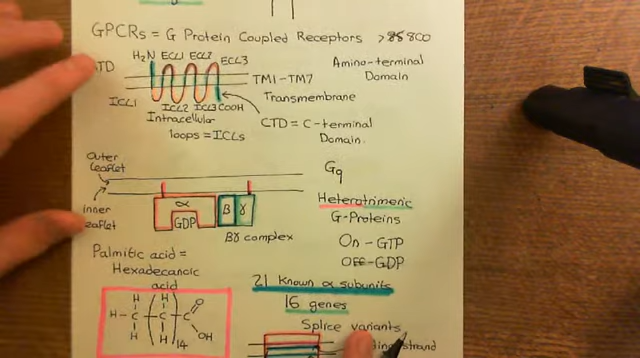 GPCRs = G Protein Coupled Receptors > 800
H₂N ECL1 ECL2 ECL3
Amino-terminal
Domain
TM1-TM7
Transmembrane
ICL1 ICL2 ICL3 COOH
Intracellular
loops = ICLs
CTD = C-terminal
Domain
Outer
leaflet
inner
leaflet
α
GDP
β γ
Βγ complex
Gq
Heterotrimeric
G-Proteins
On - GTP
OFF - GDP
Palmitic acid =
Hexadecanoic
acid
H H O
H - C - C - C
H H OH
14
21 Known α subunits
16 genes
Splice variants
strand